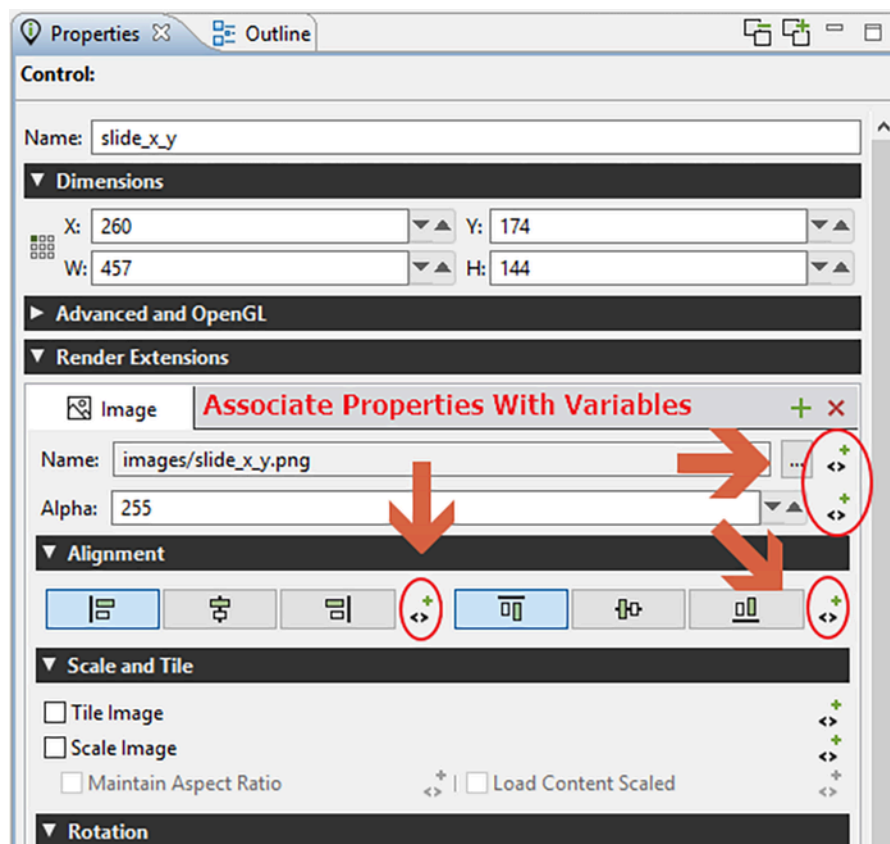 Properties Outline
Control:
Name: slide_x_y
Dimensions
X: 260 Y: 174
W: 457 H: 144
Advanced and OpenGL
Render Extensions
Image Associate Properties With Variables
Name: images/slide_x_y.png ...
Alpha: 255
Alignment
Scale and Tile
Tile Image
Scale Image
Maintain Aspect Ratio Load Content Scaled
Rotation